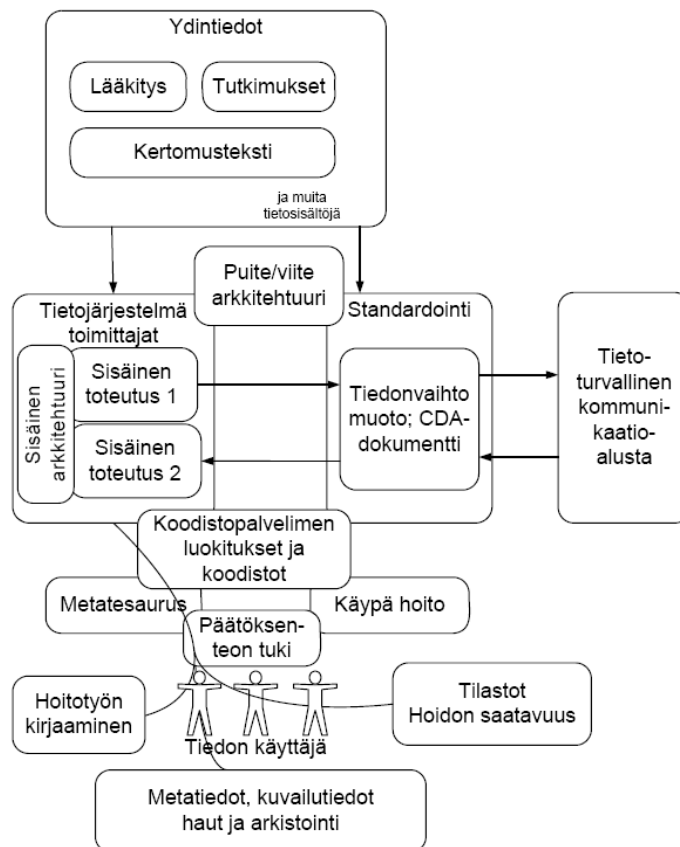 Ydintiedot
Lääkitys
Tutkimukset
Kertomusteksti
ja muita
tietosisältöjä
Puite/viite
arkkitehtuuri
Tietojärjestelmä
toimittajat
Standardointi
Sisäinen
arkkitehtuuri
Sisäinen
toteutus 1
Sisäinen
toteutus 2
Tiedonvaihto
muoto; CDA-
dokumentti
Tieto-
turvallinen
kommuni-
kaatio-
alusta
Koodistopalvelimen
luokitukset ja
koodistot
Metatesaurus
Käypä hoito
Päätöksen-
teon tuki
Hoitotyön
kirjaaminen
Tiedon käyttäjä
Tilastot
Hoidon saatavuus
Metatiedot, kuvailutiedot
haut ja arkistointi